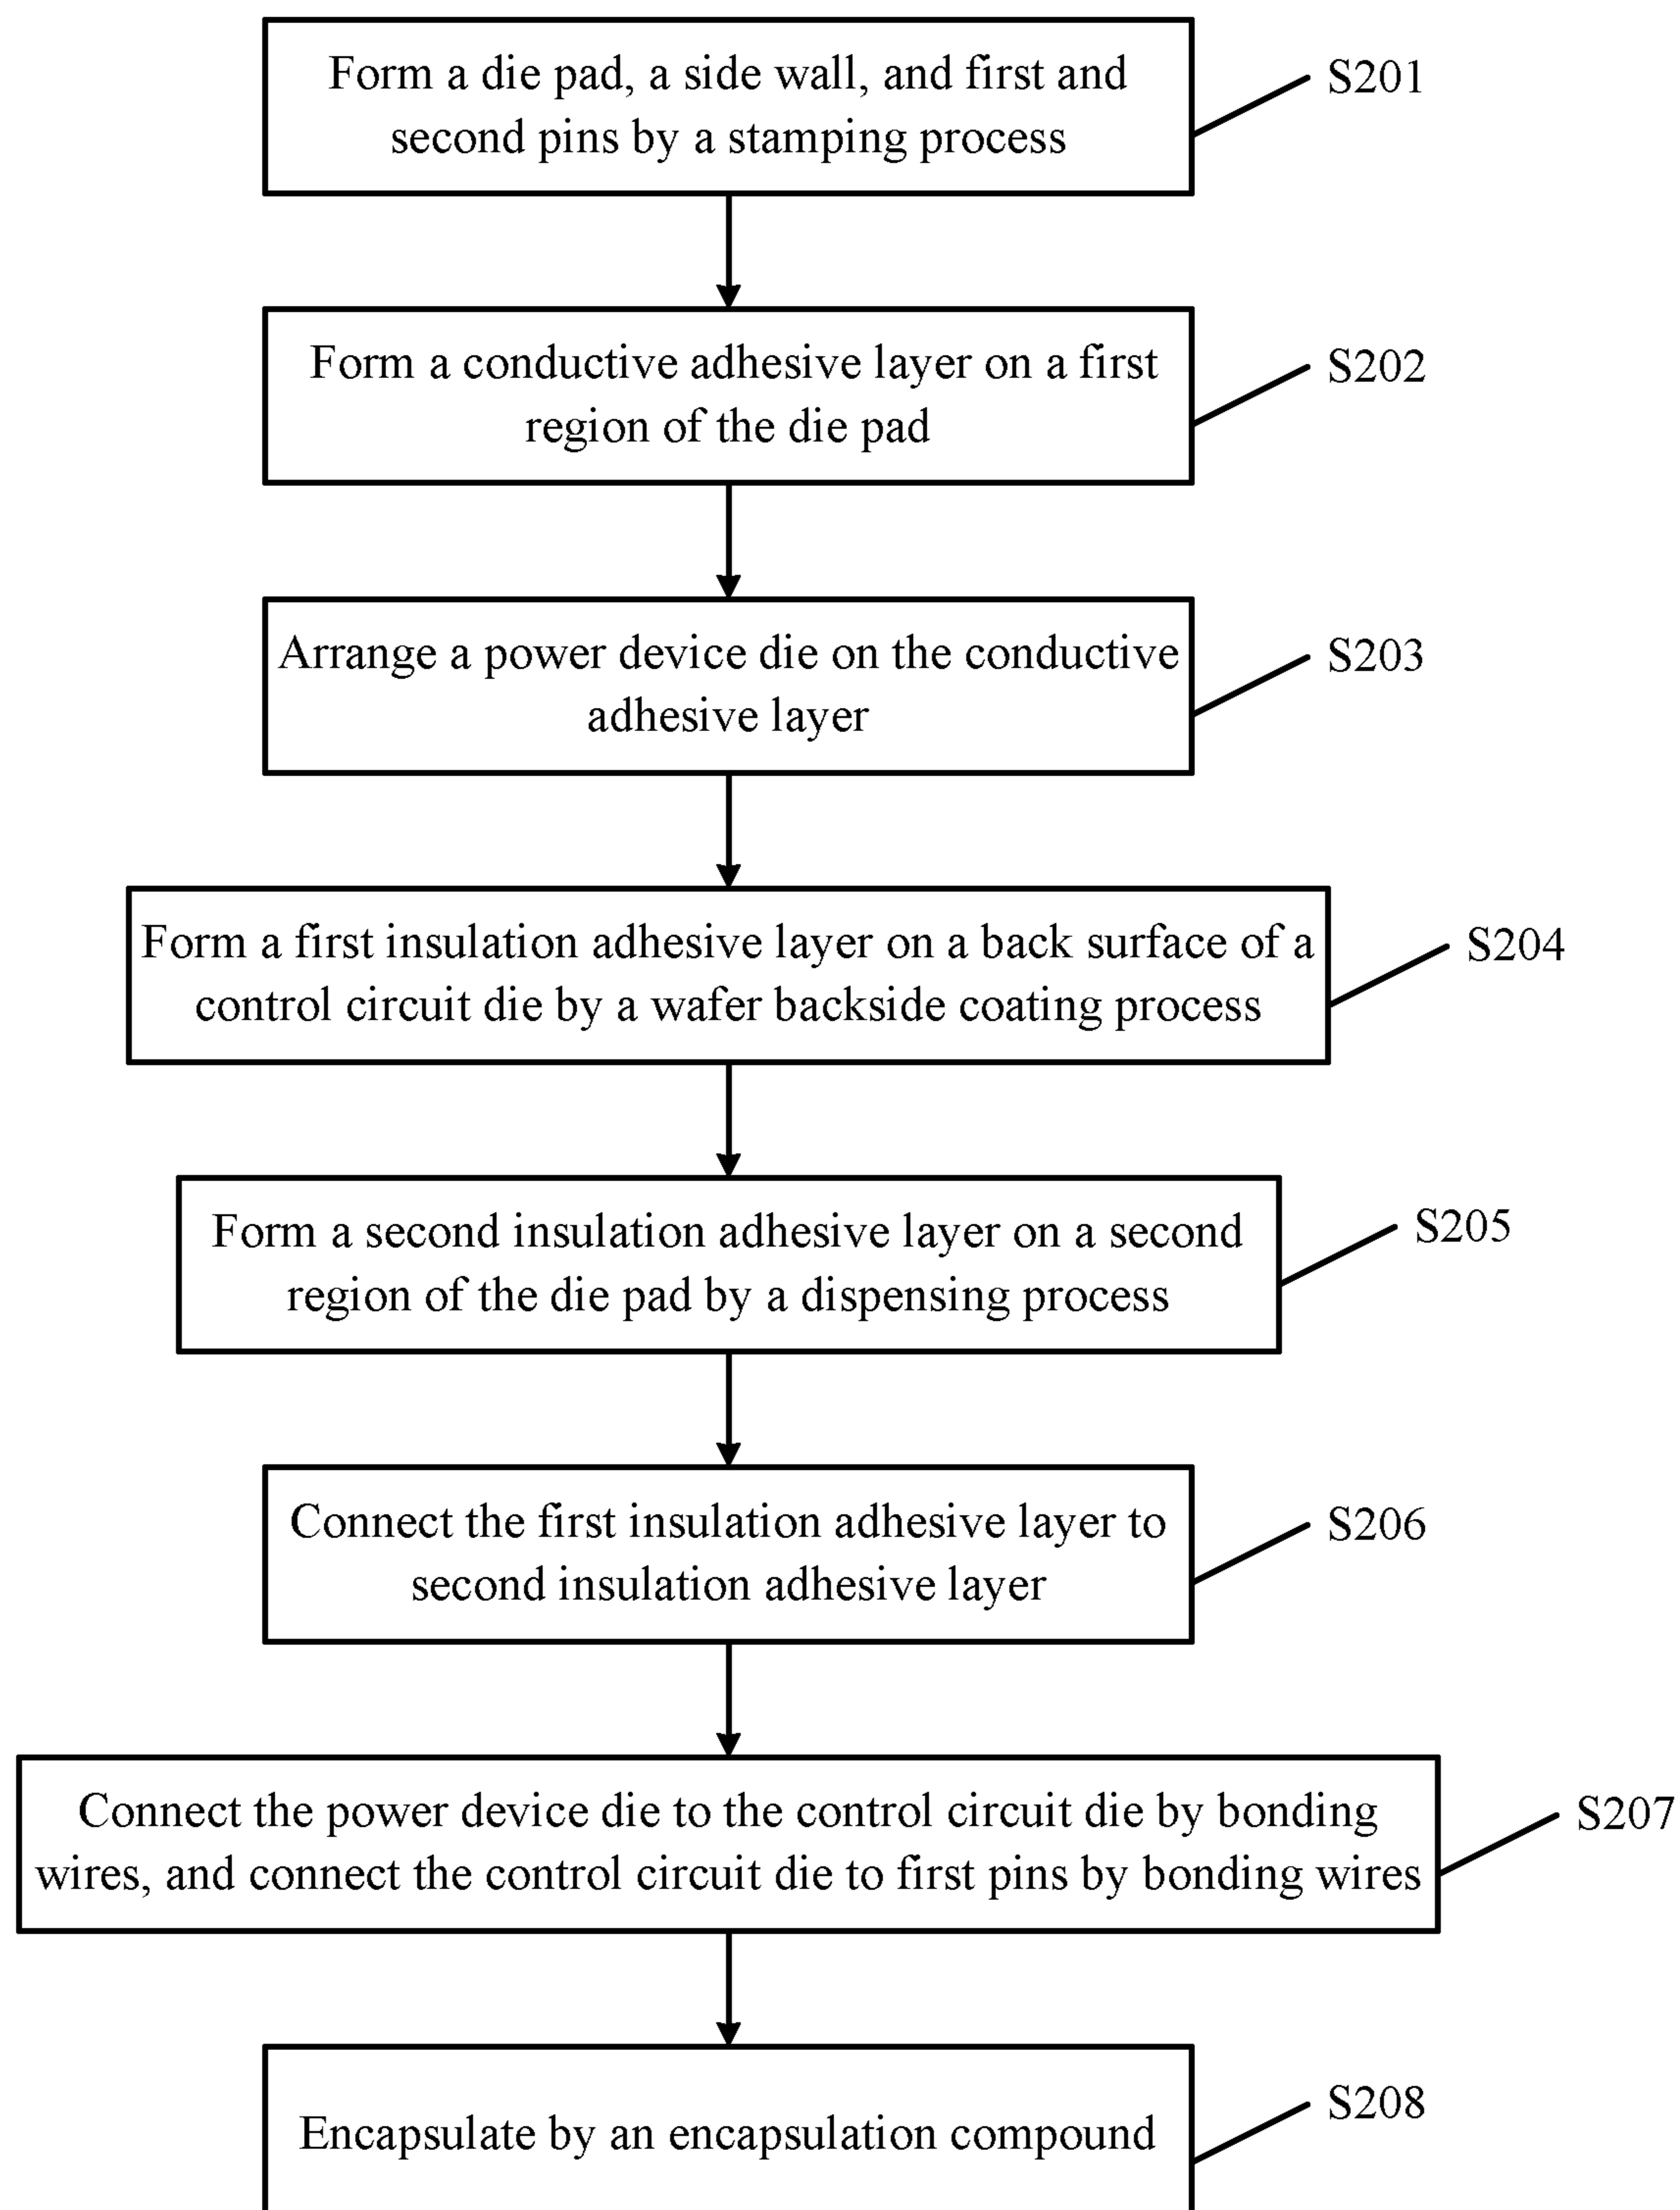 Form a die pad, a side wall, and first and
second pins by a stamping process
S201
Form a conductive adhesive layer on a first
region of the die pad
S202
Arrange a power device die on the conductive
adhesive layer
S203
Form a first insulation adhesive layer on a back surface of a
control circuit die by a wafer backside coating process
S204
Form a second insulation adhesive layer on a second
region of the die pad by a dispensing process
S205
Connect the first insulation adhesive layer to
second insulation adhesive layer
S206
Connect the power device die to the control circuit die by bonding
wires, and connect the control circuit die to first pins by bonding wires
S207
Encapsulate by an encapsulation compound
S208